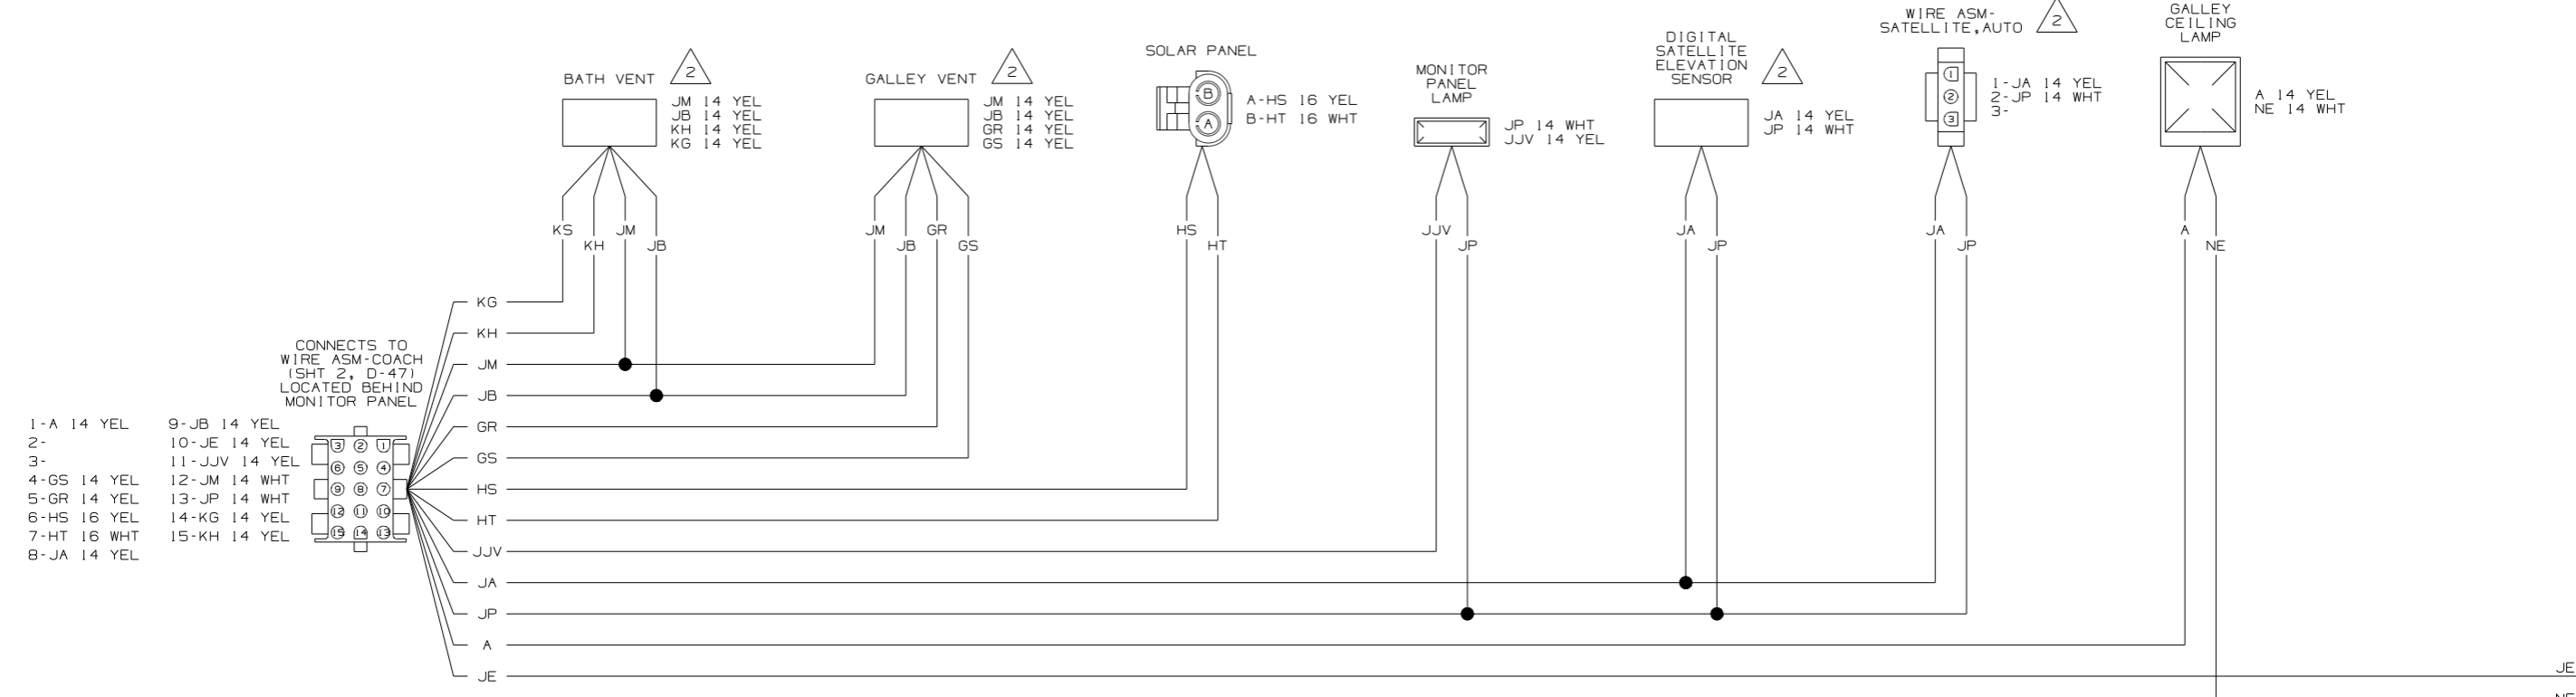 BATH VENT
2
JM 14 YEL
JB 14 YEL
KH 14 YEL
KG 14 YEL
GALLEY VENT
2
JM 14 YEL
JB 14 YEL
GR 14 YEL
GS 14 YEL
SOLAR PANEL
B
A
A-HS 16 YEL
B-HT 16 WHT
MONITOR
PANEL
LAMP
JP 14 WHT
JJV 14 YEL
DIGITAL
SATELLITE
ELEVATION
SENSOR
2
JA 14 YEL
JP 14 WHT
WIRE ASM-
SATELLITE,AUTO
2
1
2
3
1-JA 14 YEL
2-JP 14 WHT
3-
GALLEY
CEILING
LAMP
A 14 YEL
NE 14 WHT
KS
KH
JM
JB
JM
JB
GR
GS
HS
HT
JJV
JP
JA
JP
JA
JP
A
NE
KG
KH
JM
JB
GR
GS
HS
HT
JJV
JA
JP
A
JE
JE
CONNECTS TO
WIRE ASM-COACH
(SHT 2, D-47)
LOCATED BEHIND
MONITOR PANEL
1-A 14 YEL
2-
3-
4-GS 14 YEL
5-GR 14 YEL
6-HS 16 YEL
7-HT 16 WHT
8-JA 14 YEL
9-JB 14 YEL
10-JE 14 YEL
11-JJV 14 YEL
12-JM 14 WHT
13-JP 14 WHT
14-KG 14 YEL
15-KH 14 YEL
3 2 1
6 5 4
9 8 7
12 11 10
15 14 13